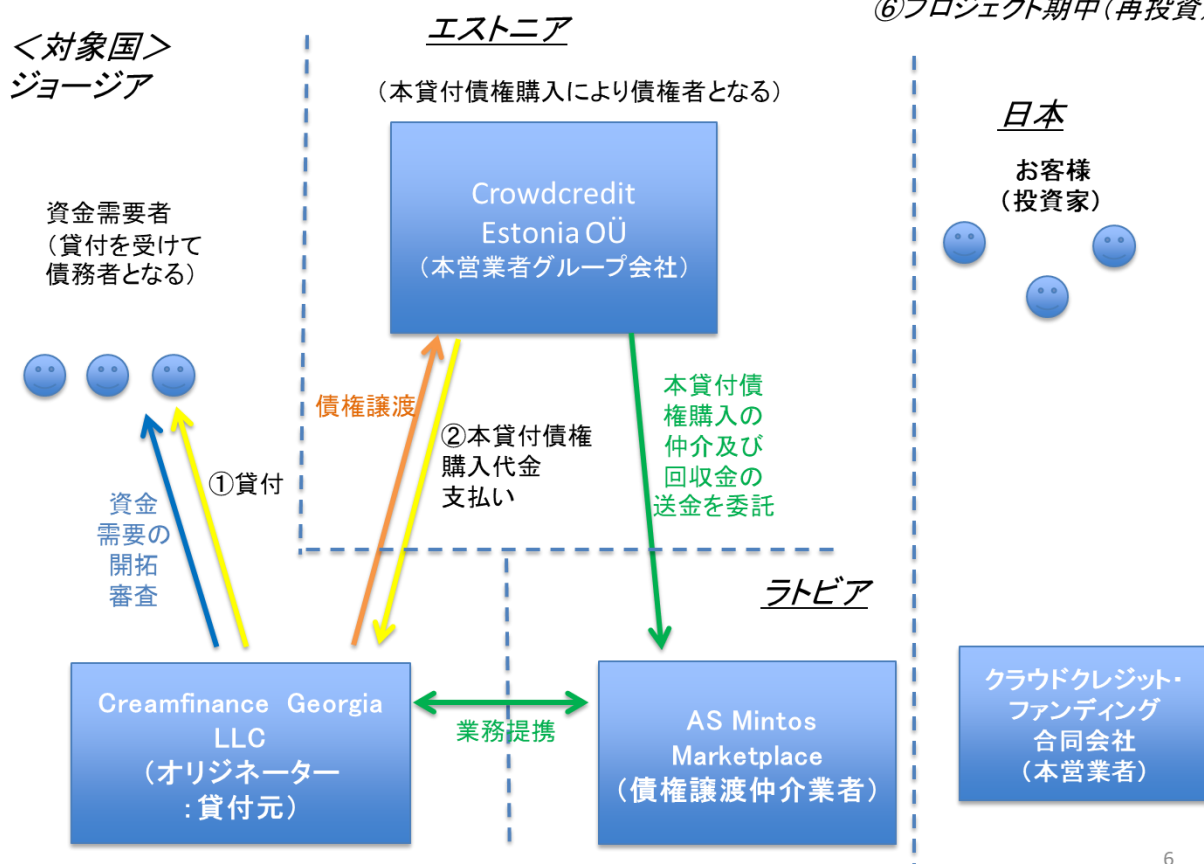 ⑥プロジェクト期中(再投資
<対象国>
ジョージア
エストニア
(本貸付債権購入により債権者となる)
Crowdcredit
Estonia OÜ
(本営業者グループ会社)
日本
お客様
(投資家)
資金需要者
(貸付を受けて
債務者となる)
債権譲渡
②本貸付債権
購入代金
支払い
本貸付債
権購入の
仲介及び
回収金の
送金を委託
①貸付
資金
需要の
開拓
審査
ラトビア
Creamfinance Georgia
LLC
(オリジネーター
:貸付元)
業務提携
AS Mintos
Marketplace
(債権譲渡仲介業者)
クラウドクレジット・
ファンディング
合同会社
(本営業者)
6